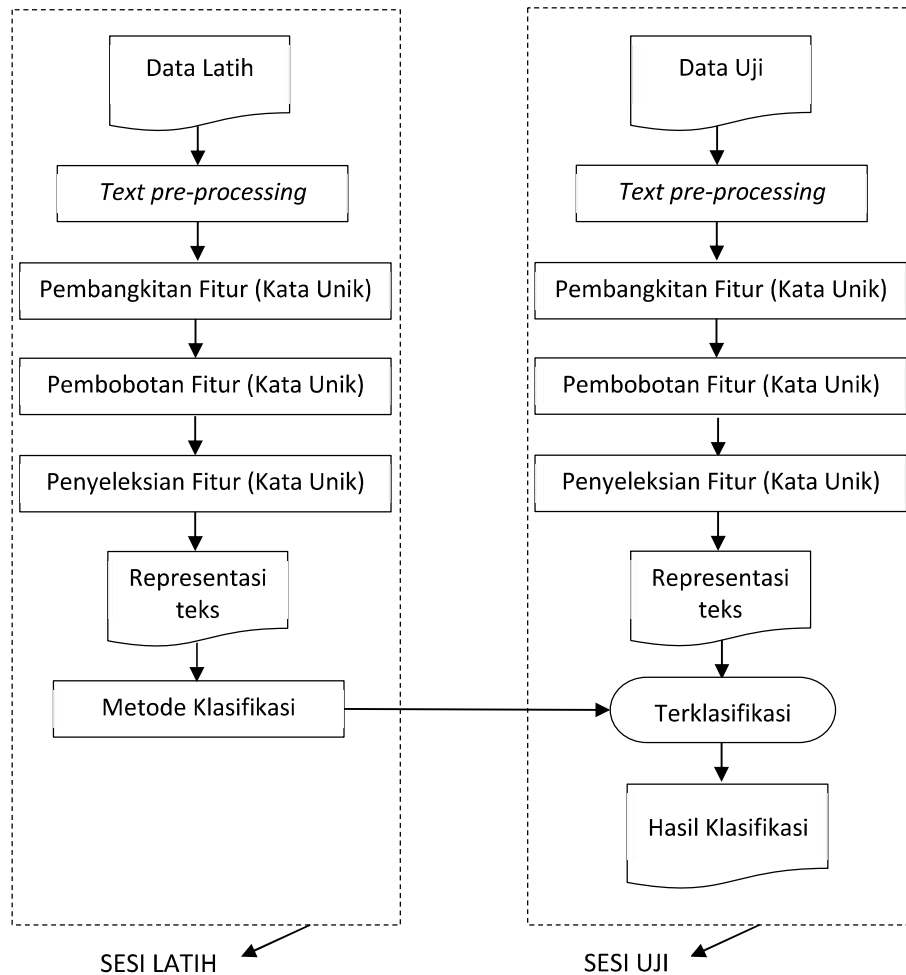 Data Latih
Text pre-processing
Pembangkitan Fitur (Kata Unik)
Pembobotan Fitur (Kata Unik)
Penyeleksian Fitur (Kata Unik)
Representasi
teks
Metode Klasifikasi
SESI LATIH
Data Uji
Text pre-processing
Pembangkitan Fitur (Kata Unik)
Pembobotan Fitur (Kata Unik)
Penyeleksian Fitur (Kata Unik)
Representasi
teks
Terklasifikasi
Hasil Klasifikasi
SESI UJI